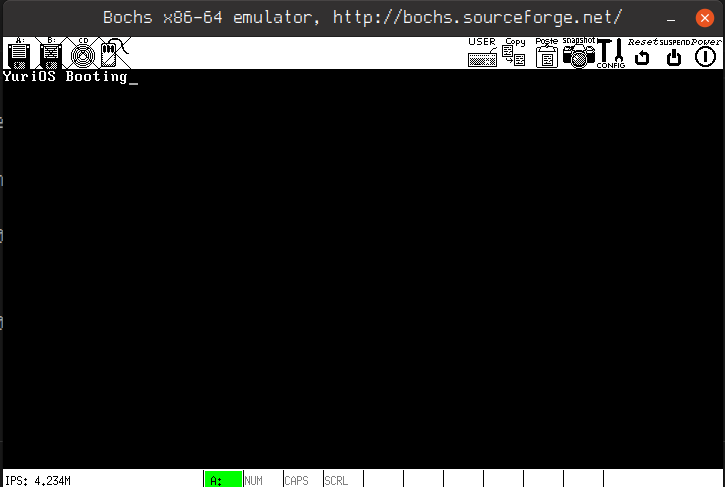 Bochs x86-64 emulator, http://bochs.sourceforge.net/
A: B: CD USER Copy Paste snapshot CONFIG Reset SUSPEND Power
YuriOS Booting_
IPS: 4.234M A: NUM CAPS SCRL